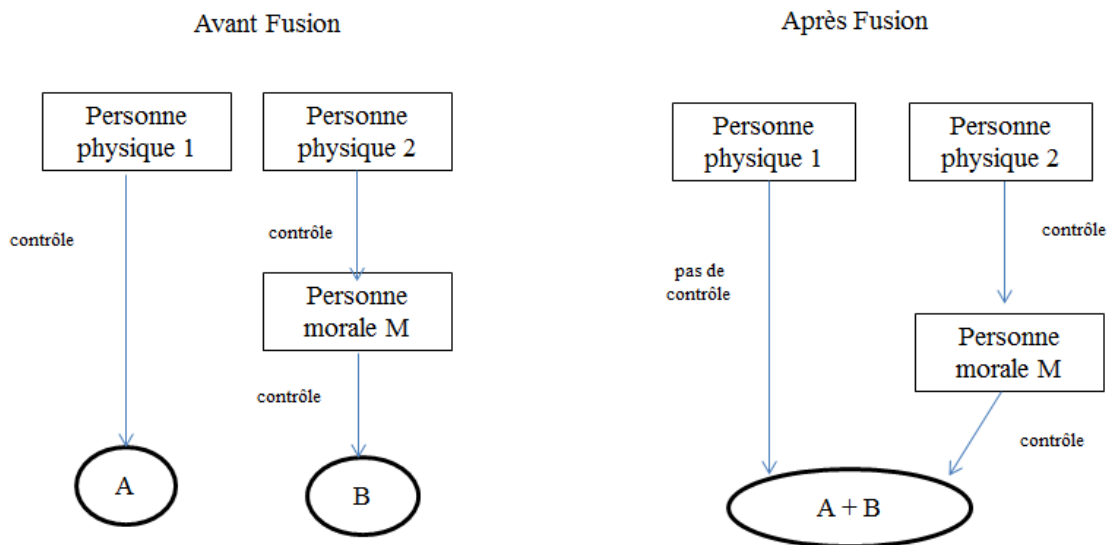 Avant Fusion
Personne
physique 1
Personne
physique 2
contrôle
contrôle
Personne
morale M
contrôle
A
B
Après Fusion
Personne
physique 1
Personne
physique 2
contrôle
pas de
contrôle
Personne
morale M
contrôle
A + B